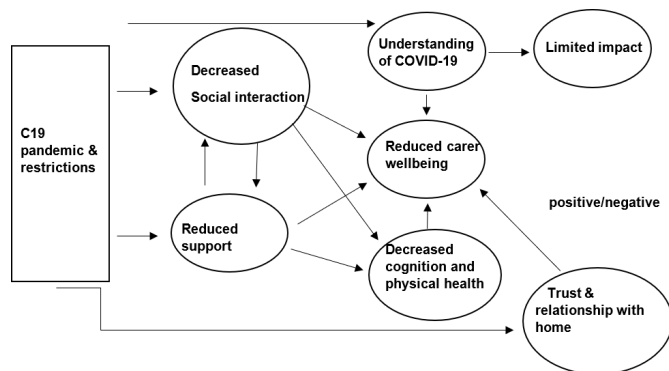 Understanding
of COVID-19
Limited impact
Decreased
Social interaction
C19
pandemic &
restrictions
Reduced carer
wellbeing
positive/negative
Reduced
support
Decreased
cognition and
physical health
Trust &
relationship with
home